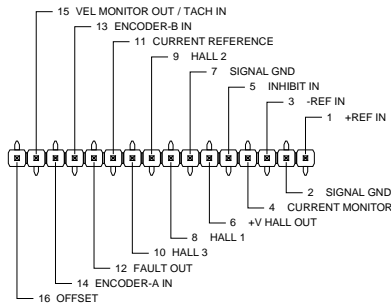 15 VEL MONITOR OUT / TACH IN
13 ENCODER-B IN
11 CURRENT REFERENCE
9 HALL 2
7 SIGNAL GND
5 INHIBIT IN
3 -REF IN
1 +REF IN
2 SIGNAL GND
4 CURRENT MONITOR
6 +V HALL OUT
8 HALL 1
10 HALL 3
12 FAULT OUT
14 ENCODER-A IN
16 OFFSET